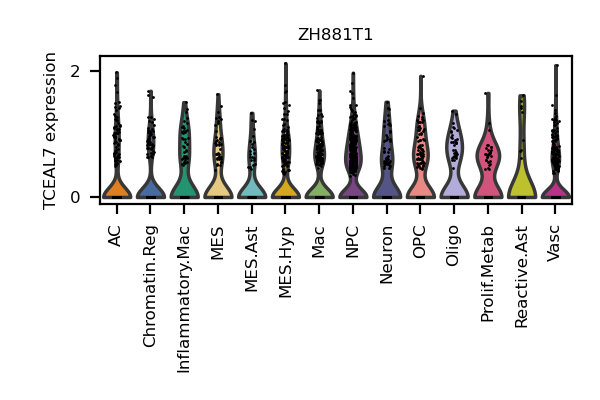 ZH881T1
TCEAL7 expression
2
0
AC
Chromatin.Reg
Inflammatory.Mac
MES
MES.Ast
MES.Hyp
Mac
NPC
Neuron
OPC
Oligo
Prolif.Metab
Reactive.Ast
Vasc